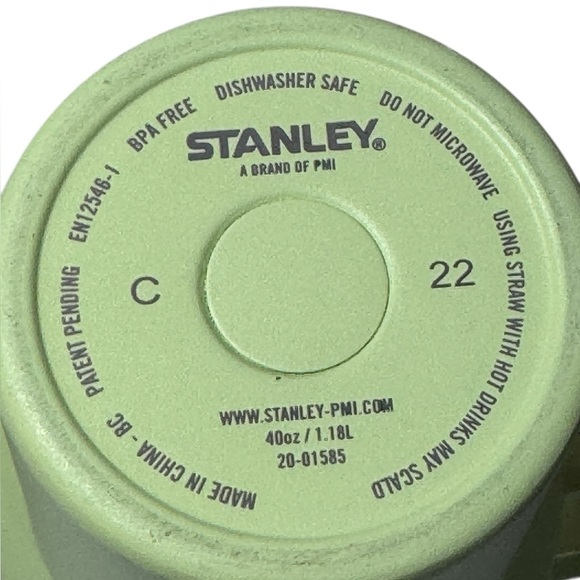 DISHWASHER SAFE
DO NOT MICROWAVE
USING STRAW WITH HOT DRINKS MAY SCALD
MADE IN CHINA - BC
PATENT PENDING
EN12546-1
BPA FREE
STANLEY®
A BRAND OF PMI
C
22
WWW.STANLEY-PMI.COM
40oz / 1.18L
20-01585